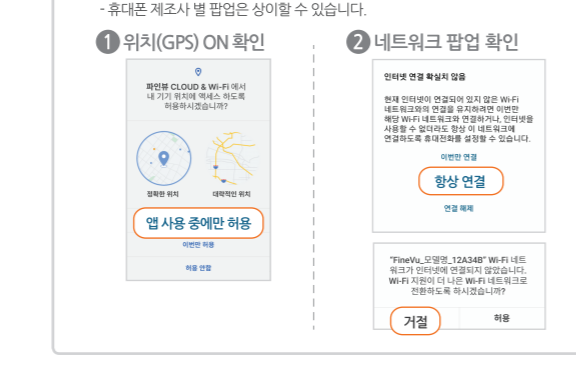 - 휴대폰 제조사 별 팝업은 상이할 수 있습니다.
1 위치(GPS) ON 확인
파인뷰 CLOUD & Wi-Fi 에서
내 기기 위치에 액세스 하도록
허용하시겠습니까?
정확한 위치 대략적인 위치
앱 사용 중에만 허용
이번만 허용
허용 안함
2 네트워크 팝업 확인
인터넷 연결 확실치 않음
현재 인터넷이 연결되어 있지 않은 Wi-Fi
네트워크와의 연결을 유지하려면 이번만
해당 Wi-Fi 네트워크와 연결하거나, 인터넷을
사용할 수 없더라도 항상 이 네트워크에
연결하도록 휴대전화를 설정할 수 있습니다.
이번만 연결
항상 연결
연결 해제
"FineVu_모델명_12A34B" Wi-Fi 네트
워크가 인터넷에 연결되지 않았습니다.
Wi-Fi 지원이 더 나은 Wi-Fi 네트워크로
전환하도록 하시겠습니까?
거절 허용